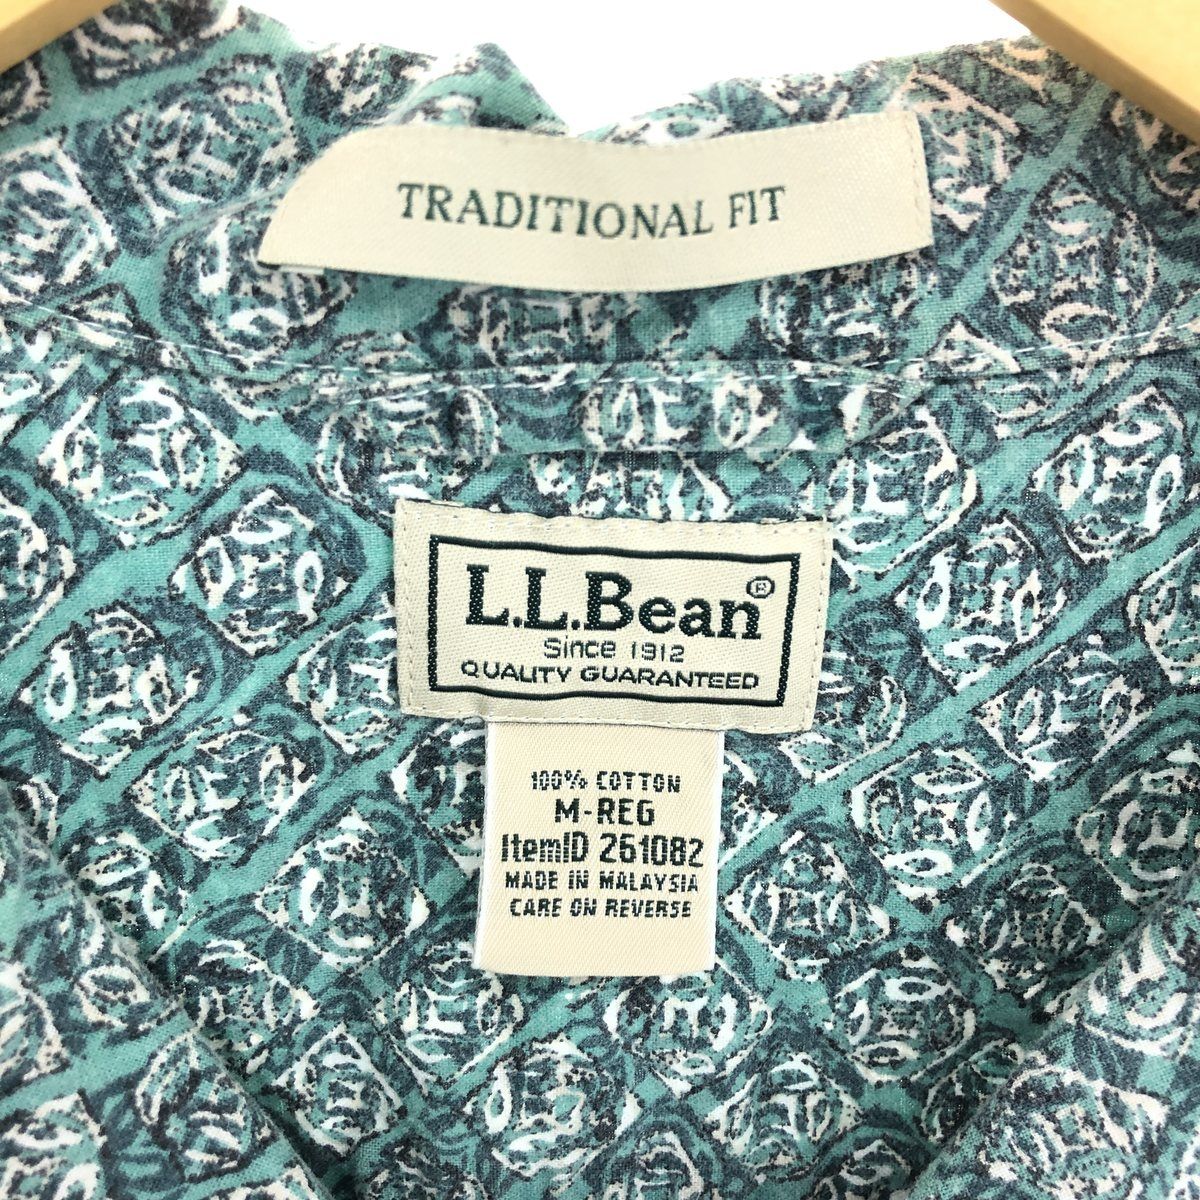 TRADITIONAL FIT
L.L.Bean®
Since 1912
QUALITY GUARANTEED
100% COTTON
M-REG
ItemID 261082
MADE IN MALAYSIA
CARE ON REVERSE